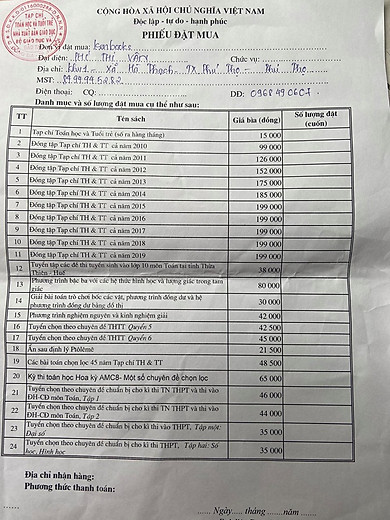 CỘNG HÒA XÃ HỘI CHỦ NGHĨA VIỆT NAM
Độc lập - tự do - hạnh phúc
PHIẾU ĐẶT MUA
TẠP CHÍ
TOÁN HỌC VÀ TUỔI TRẺ
NHÀ XUẤT BẢN GIÁO DỤC
Đơn vị đặt mua: Eanbooks
Đại diện: THỊ VÂN Chức vụ:
Địa chỉ: Khu 1 - Xã Hà Thạch - TX Phú Thọ - Phú Thọ
MST:
Điện thoại: CQ: DĐ:
Danh mục và số lượng đặt mua cụ thể như sau:
TT Tên sách Giá bìa (đồng) Số lượng đặt (cuốn)
1 Tạp chí Toán học và Tuổi trẻ (số ra hàng tháng) 15 000
2 Đóng tập Tạp chí TH & TT cả năm 2010 99 000
3 Đóng tập Tạp chí TH & TT cả năm 2011 126 000
4 Đóng tập Tạp chí TH & TT cả năm 2012 152 000
5 Đóng tập Tạp chí TH & TT cả năm 2013 175 000
6 Đóng tập Tạp chí TH & TT cả năm 2014 185 000
7 Đóng tập Tạp chí TH & TT cả năm 2015 199 000
8 Đóng tập Tạp chí TH & TT cả năm 2016 199 000
9 Đóng tập Tạp chí TH & TT cả năm 2017 199 000
10 Đóng tập Tạp chí TH & TT cả năm 2018 199 000
11 Đóng tập Tạp chí TH & TT cả năm 2019 199 000
12 Tuyển tập các đề thi tuyển sinh vào lớp 10 môn Toán tại tỉnh Thừa Thiên - Huế 38 000
13 Phương trình bậc ba với các hệ thức hình học và lượng giác trong tam giác 80 000
14 Giải bài toán trò chơi bốc các vật, phương trình đồng dư và hệ phương trình đồng dư bằng đồ thị 30 000
15 Phương trình nghiệm nguyên và kinh nghiệm giải 42 000
16 Tuyển chọn theo chuyên đề THTT Quyển 5 42 500
17 Tuyển chọn theo chuyên đề THTT Quyển 6 45 000
18 Ẩn sau định lý Ptôlêmê 21 500
19 Các bài toán chọn lọc 45 năm Tạp chí TH & TT 48 500
20 Kỳ thi toán học Hoa kỳ AMC8- Một số chuyên đề chọn lọc 65 000
21 Tuyển chọn theo chuyên đề chuẩn bị cho kì thi TN THPT và thi vào ĐH-CĐ môn Toán, Tập 1 46 000
22 Tuyển chọn theo chuyên đề chuẩn bị cho kì thi TN THPT và thi vào ĐH-CĐ môn Toán, Tập 2 44 000
23 Tuyển chọn theo chuyên đề chuẩn bị cho kì thi vào THPT, Tập một: Đại số 35 000
24 Tuyển chọn theo chuyên đề chuẩn bị cho kì thi THPT, Tập hai: Số học, Hình học 35 000
Địa chỉ nhận hàng:
Phương thức thanh toán:
...... Ngày..... tháng .......năm......